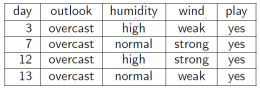 day outlook humidity wind play
3 overcast high weak yes
7 overcast normal strong yes
12 overcast high strong yes
13 overcast normal weak yes